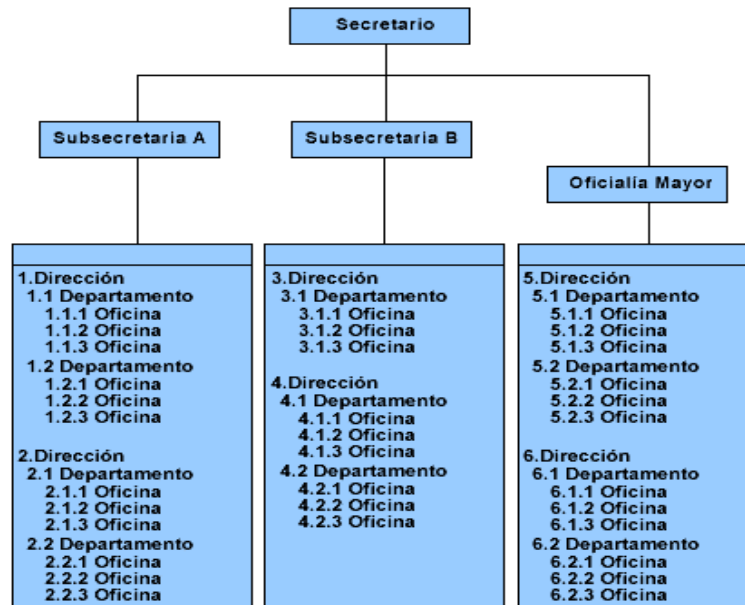 Secretario
Subsecretaria A
Subsecretaria B
Oficialía Mayor
1.Dirección
1.1 Departamento
1.1.1 Oficina
1.1.2 Oficina
1.1.3 Oficina
1.2 Departamento
1.2.1 Oficina
1.2.2 Oficina
1.2.3 Oficina
2.Dirección
2.1 Departamento
2.1.1 Oficina
2.1.2 Oficina
2.1.3 Oficina
2.2 Departamento
2.2.1 Oficina
2.2.2 Oficina
2.2.3 Oficina
3.Dirección
3.1 Departamento
3.1.1 Oficina
3.1.2 Oficina
3.1.3 Oficina
4.Dirección
4.1 Departamento
4.1.1 Oficina
4.1.2 Oficina
4.1.3 Oficina
4.2 Departamento
4.2.1 Oficina
4.2.2 Oficina
4.2.3 Oficina
5.Dirección
5.1 Departamento
5.1.1 Oficina
5.1.2 Oficina
5.1.3 Oficina
5.2 Departamento
5.2.1 Oficina
5.2.2 Oficina
5.2.3 Oficina
6.Dirección
6.1 Departamento
6.1.1 Oficina
6.1.2 Oficina
6.1.3 Oficina
6.2 Departamento
6.2.1 Oficina
6.2.2 Oficina
6.2.3 Oficina